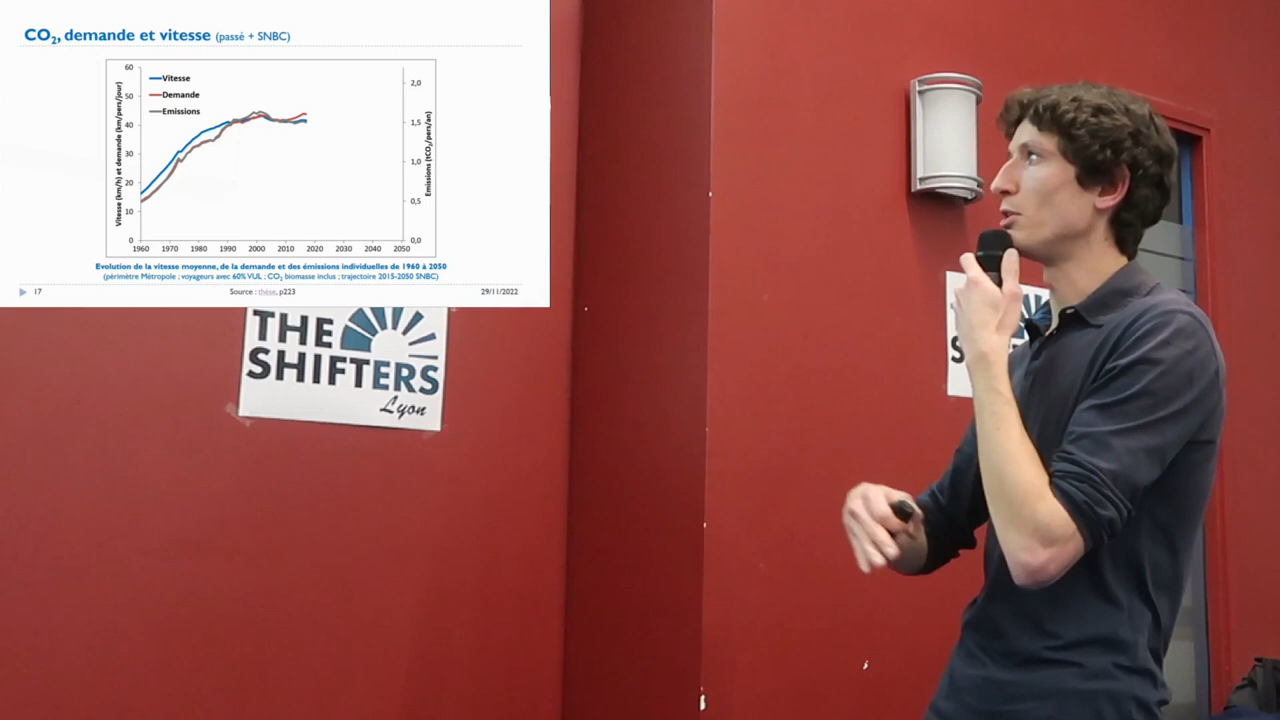 CO₂, demande et vitesse (passé + SNBC)
60
50
40
30
20
10
0
Vitesse
Demande
Emissions
2,0
1,5
1,0
0,5
0,0
Vitesse (km/h) et demande (km/pers/jour)
Emissions (tCO₂/pers/an)
1960 1970 1980 1990 2000 2010 2020 2030 2040 2050
Evolution de la vitesse moyenne, de la demande et des émissions individuelles de 1960 à 2050
(périmètre Métropole ; voyageurs avec 60% VUL ; CO₂ biomasse inclus ; trajectoire 2015-2050 SNBC)
17 Source : thèse, p223 29/11/2022
THE
SHIFTERS
Lyon
S